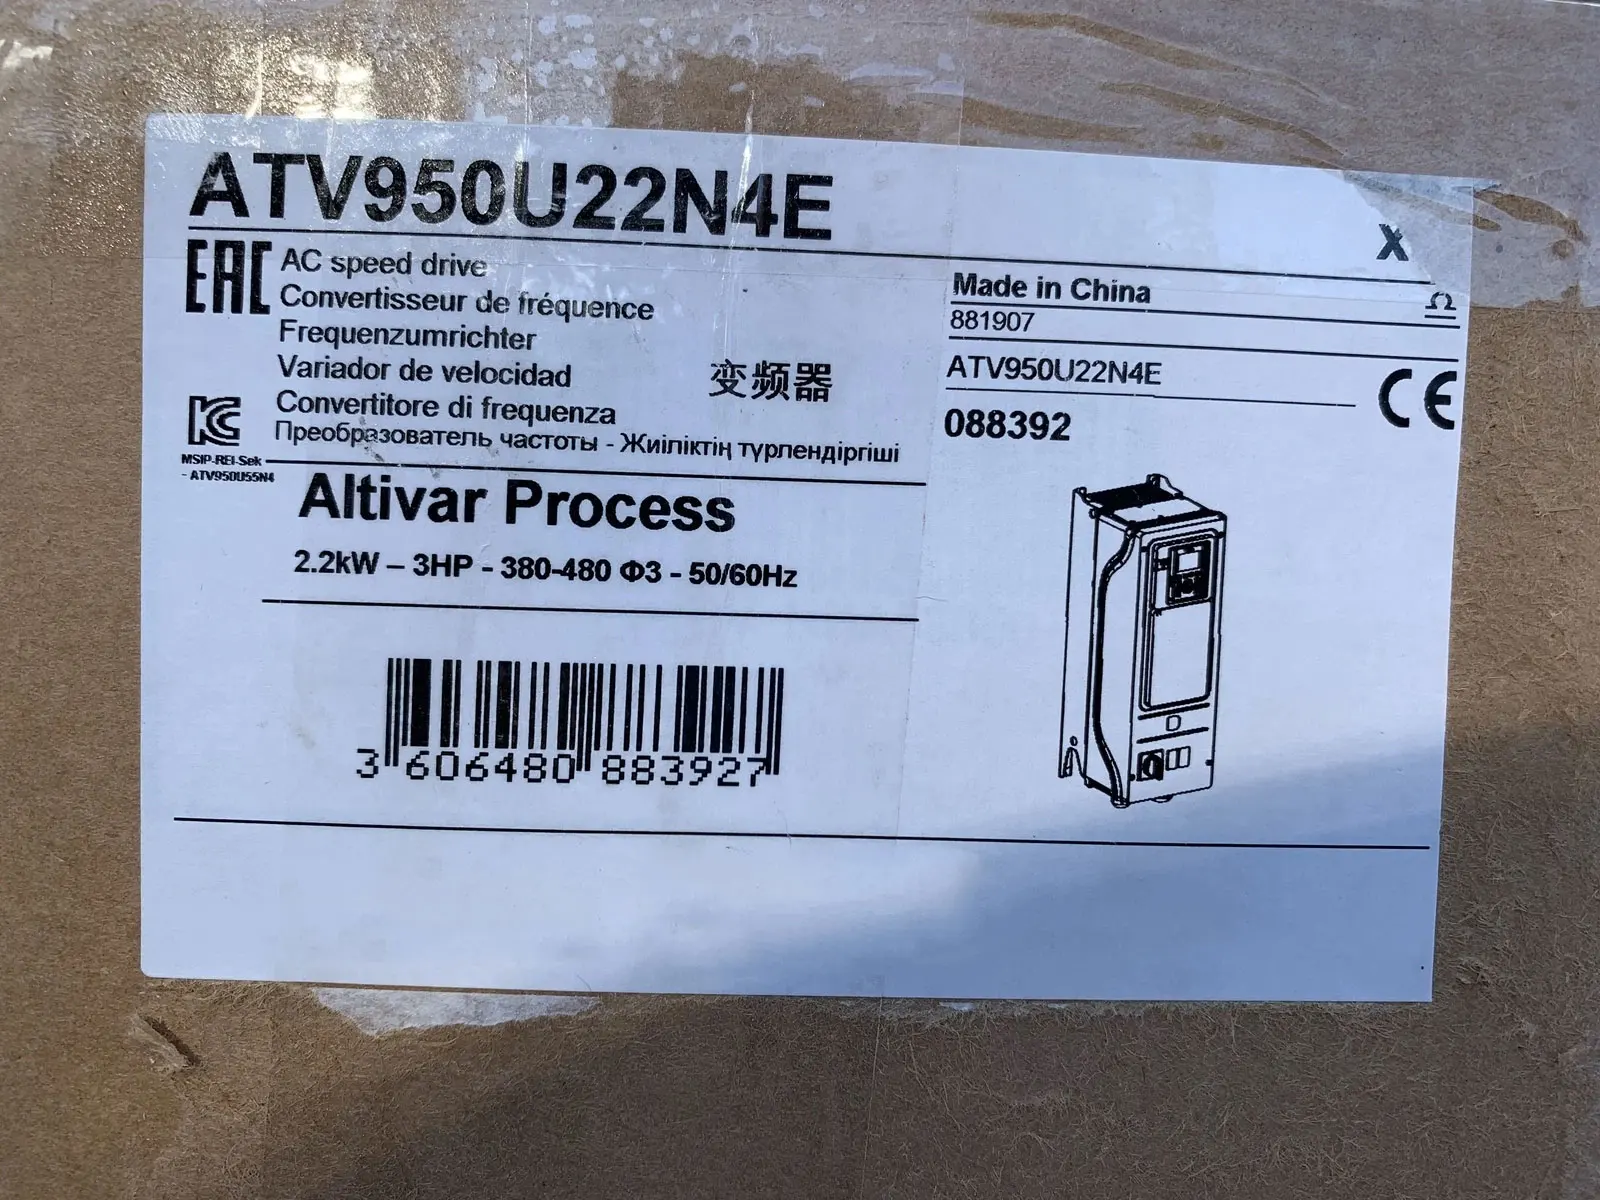 ATV950U22N4E
X
EAC
AC speed drive
Convertisseur de fréquence
Frequenzumrichter
Variador de velocidad
Convertitore di frequenza
Преобразователь частоты - Жиіліктің түрлендіргіші
变频器
MSIP-REI-Sek
- ATV950U55N4
Altivar Process
2.2kW – 3HP - 380-480 Φ3 - 50/60Hz
3 606480 883927
Made in China
Ω
881907
ATV950U22N4E
CE
088392